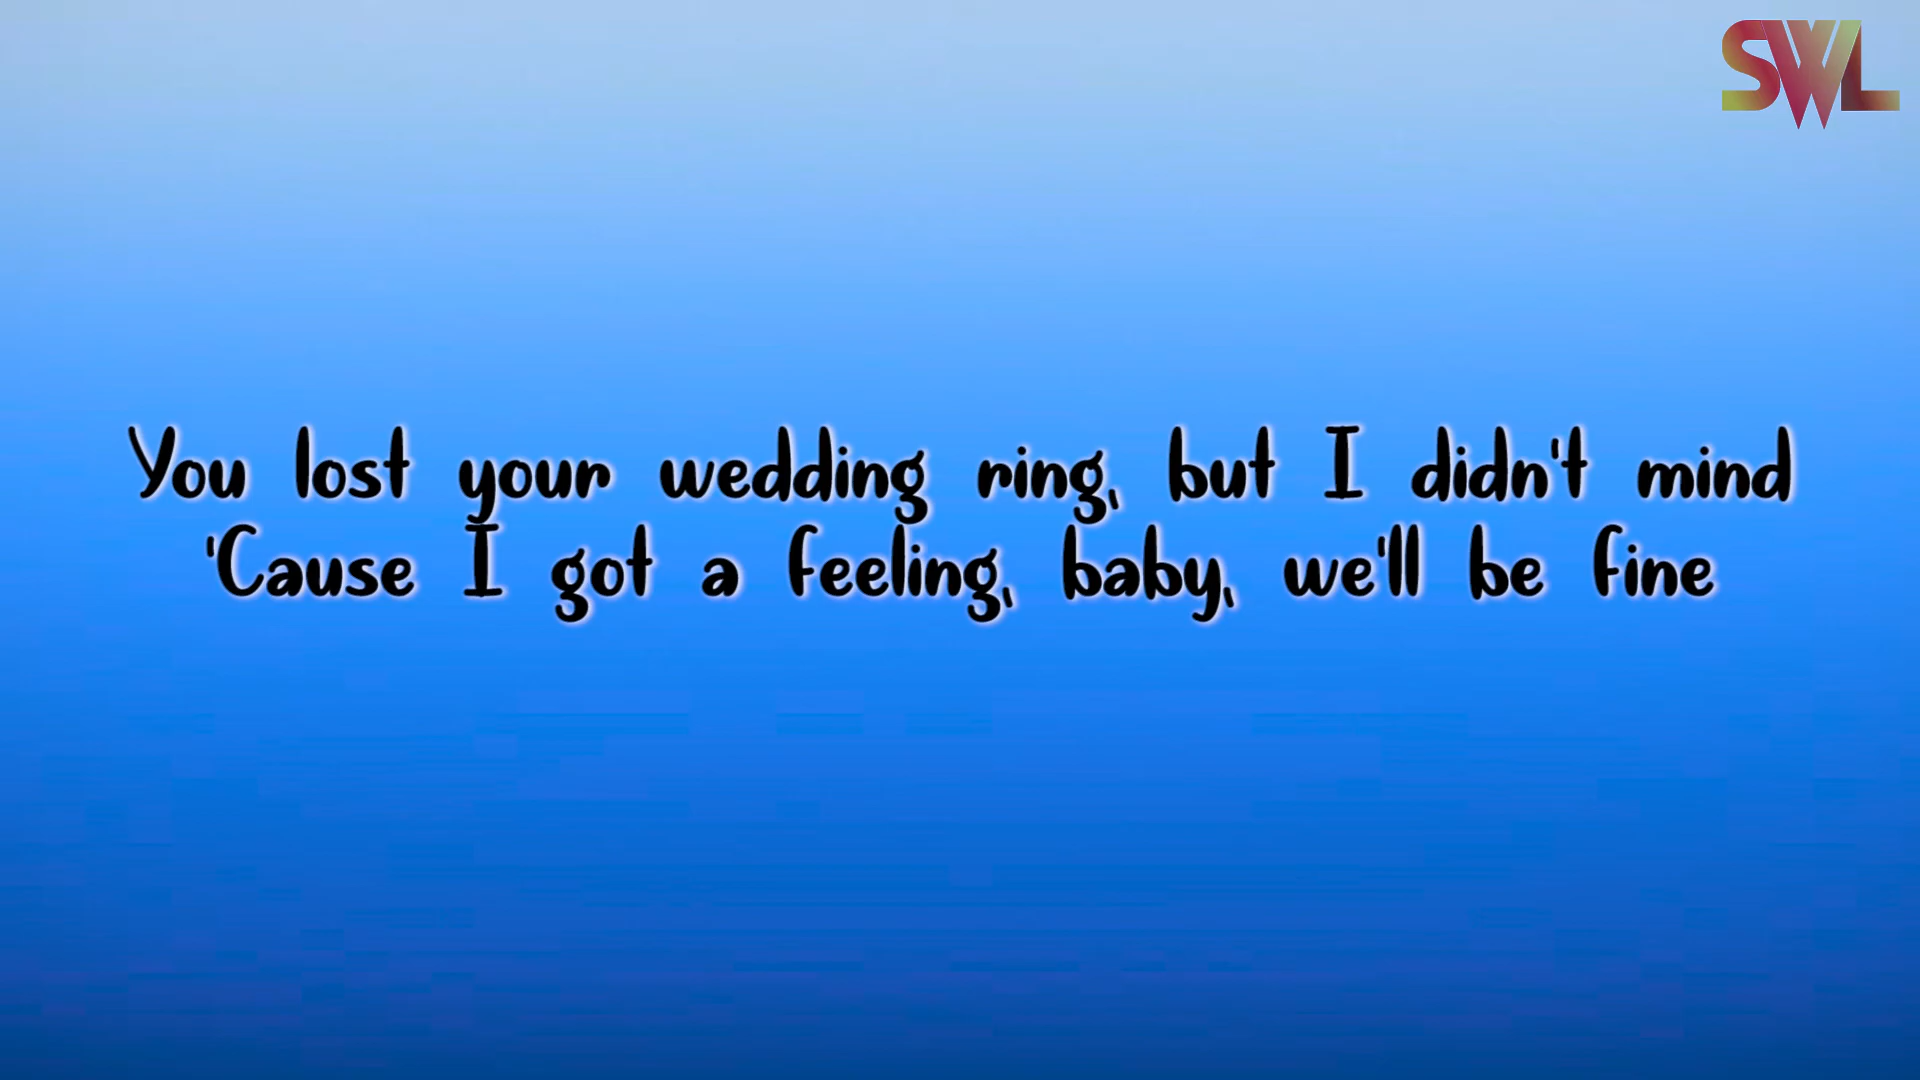 SWL
You lost your wedding ring, but I didn't mind
'Cause I got a feeling, baby, we'll be fine